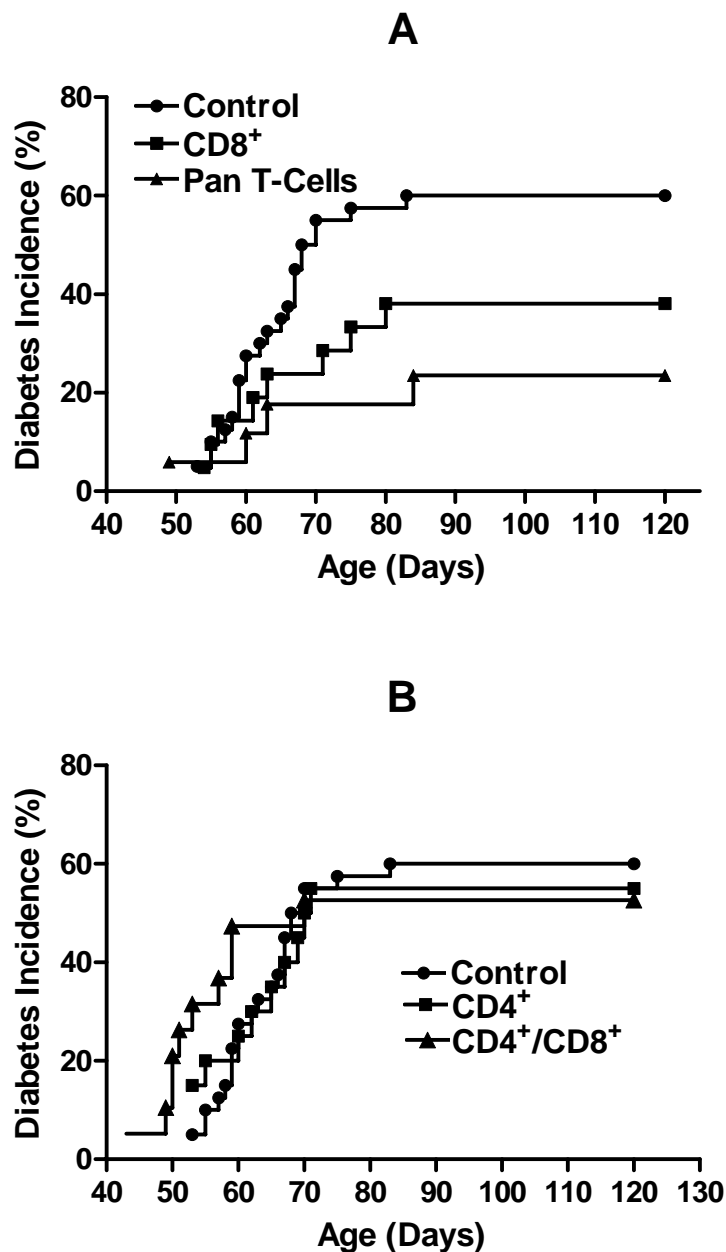 A
Diabetes Incidence (%)
80
60
40
20
0
Control
CD8⁺
Pan T-Cells
40 50 60 70 80 90 100 110 120
Age (Days)
B
Diabetes Incidence (%)
80
60
40
20
0
Control
CD4⁺
CD4⁺/CD8⁺
40 50 60 70 80 90 100 110 120 130
Age (Days)